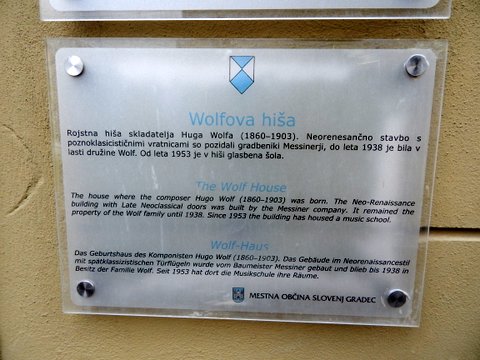 Wolfova hiša
Rojstna hiša skladatelja Huga Wolfa (1860–1903). Neorenesančno stavbo s
poznoklasicističnimi vratnicami so pozidali gradbeniki Messinerji, do leta 1938 je bila v
lasti družine Wolf. Od leta 1953 je v hiši glasbena šola.
The Wolf House
The house where the composer Hugo Wolf (1860–1903) was born. The Neo-Renaissance
building with Late Neoclassical doors was built by the Messiner company. It remained the
property of the Wolf family until 1938. Since 1953 the building has housed a music school.
Wolf-Haus
Das Geburtshaus des Komponisten Hugo Wolf (1860–1903). Das Gebäude im Neorenaissancestil
mit spätklassizistischen Türflügeln wurde vom Baumeister Messiner gebaut und blieb bis 1938 in
Besitz der Familie Wolf. Seit 1953 hat dort die Musikschule ihre Räume.
MESTNA OBČINA SLOVENJ GRADEC